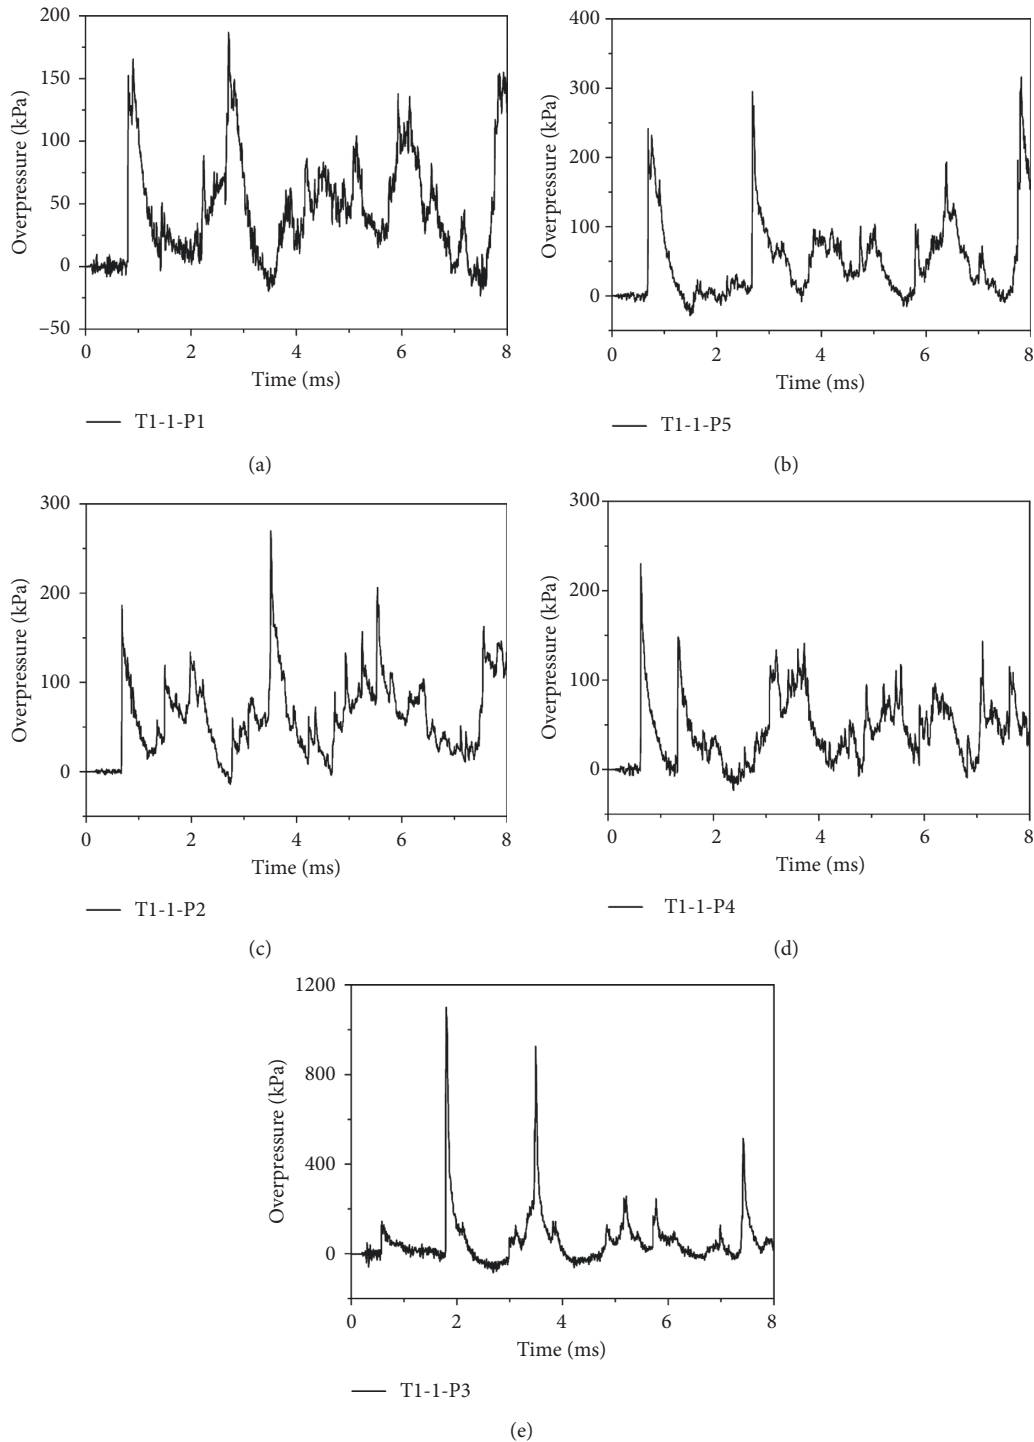 200
150
100
50
0
−50
Overpressure (kPa)
0 2 4 6 8
Time (ms)
T1-1-P1
(a)
400
300
200
100
0
Overpressure (kPa)
0 2 4 6 8
Time (ms)
T1-1-P5
(b)
300
200
100
0
Overpressure (kPa)
0 2 4 6 8
Time (ms)
T1-1-P2
(c)
300
200
100
0
Overpressure (kPa)
0 2 4 6 8
Time (ms)
T1-1-P4
(d)
1200
800
400
0
Overpressure (kPa)
0 2 4 6 8
Time (ms)
T1-1-P3
(e)